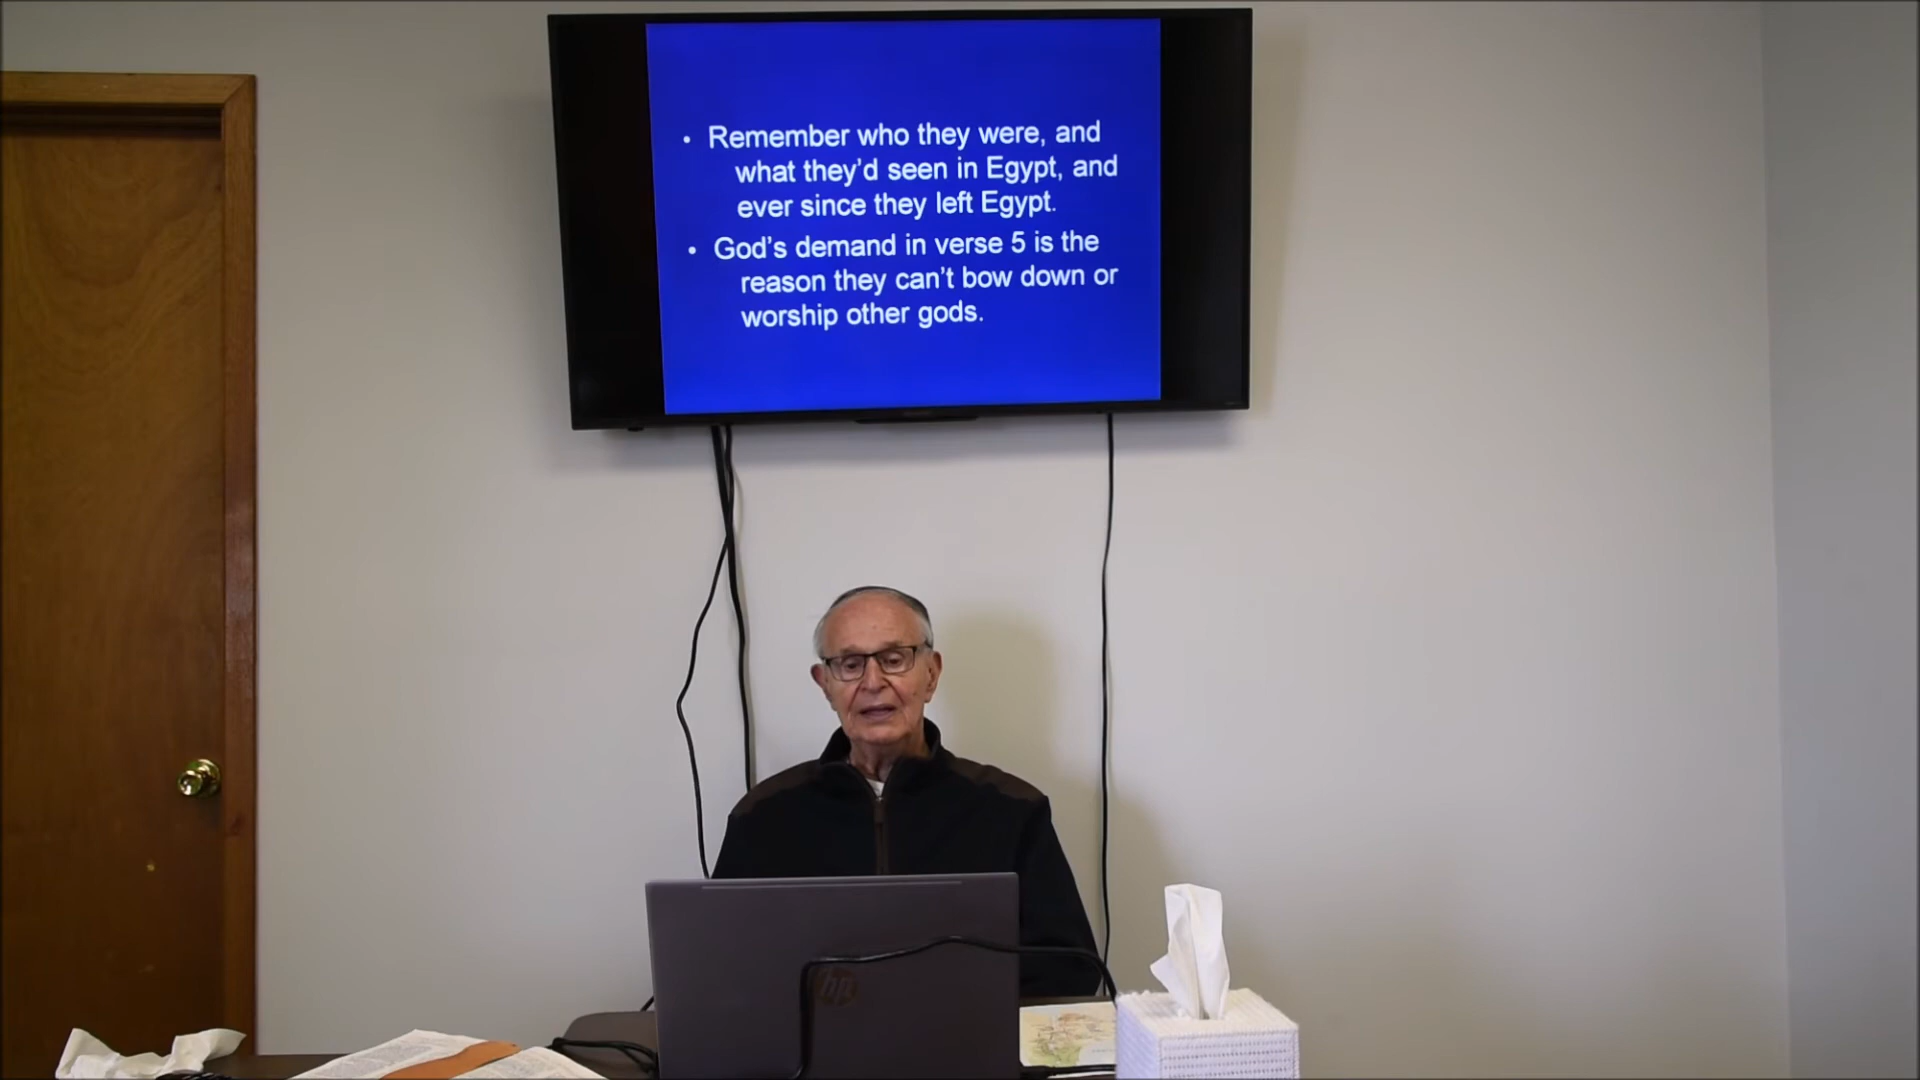 • Remember who they were, and
what they'd seen in Egypt, and
ever since they left Egypt.
• God's demand in verse 5 is the
reason they can't bow down or
worship other gods.
hp